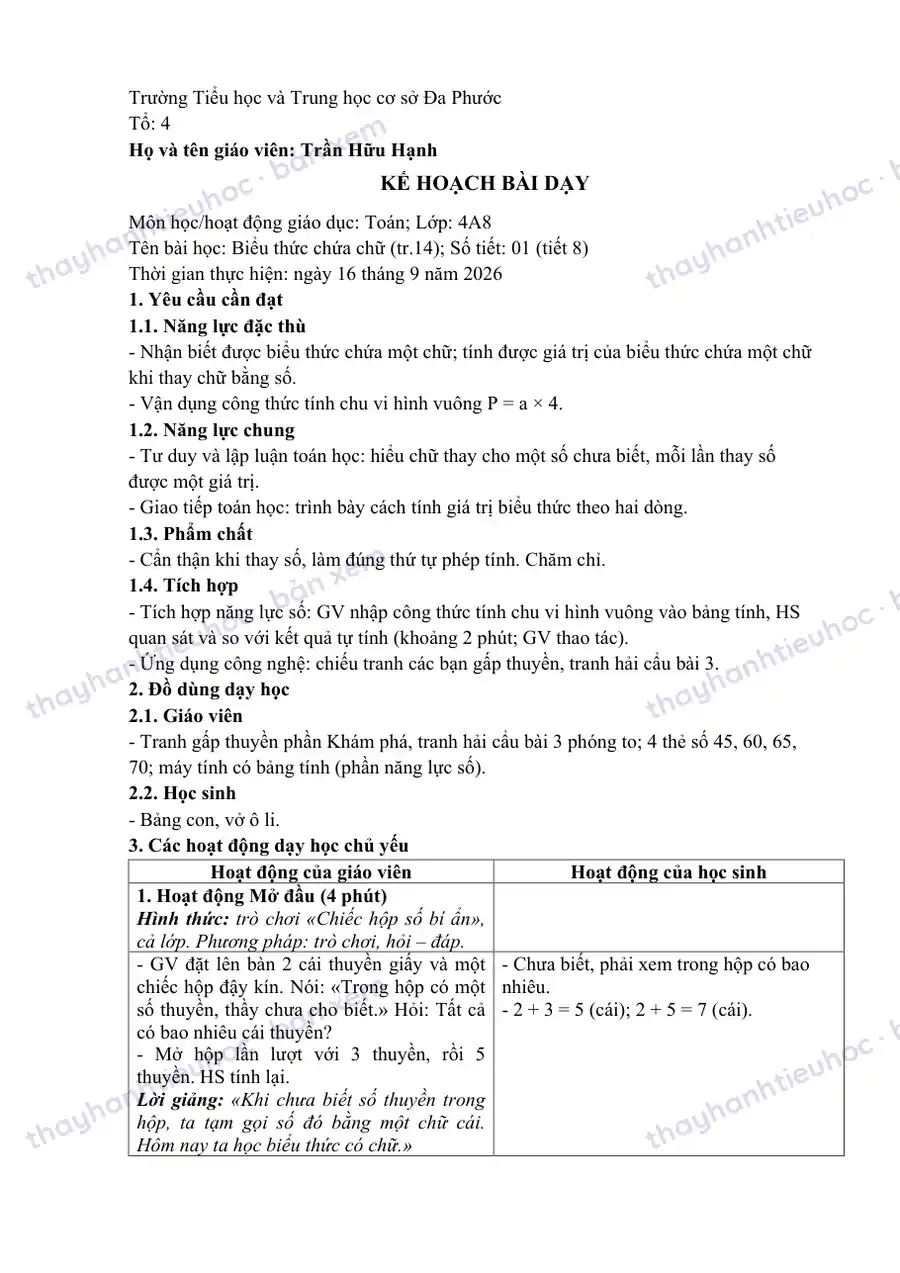 Trường Tiểu học và Trung học cơ sở Đa Phước
Tổ: 4
Họ và tên giáo viên: Trần Hữu Hạnh
KẾ HOẠCH BÀI DẠY
Môn học/hoạt động giáo dục: Toán; Lớp: 4A8
Tên bài học: Biểu thức chứa chữ (tr.14); Số tiết: 01 (tiết 8)
Thời gian thực hiện: ngày 16 tháng 9 năm 2026
1. Yêu cầu cần đạt
1.1. Năng lực đặc thù
- Nhận biết được biểu thức chứa một chữ; tính được giá trị của biểu thức chứa một chữ
khi thay chữ bằng số.
- Vận dụng công thức tính chu vi hình vuông P = a × 4.
1.2. Năng lực chung
- Tư duy và lập luận toán học: hiểu chữ thay cho một số chưa biết, mỗi lần thay số
được một giá trị.
- Giao tiếp toán học: trình bày cách tính giá trị biểu thức theo hai dòng.
1.3. Phẩm chất
- Cẩn thận khi thay số, làm đúng thứ tự phép tính. Chăm chỉ.
1.4. Tích hợp
- Tích hợp năng lực số: GV nhập công thức tính chu vi hình vuông vào bảng tính, HS
quan sát và so với kết quả tự tính (khoảng 2 phút; GV thao tác).
- Ứng dụng công nghệ: chiếu tranh các bạn gấp thuyền, tranh hải cẩu bài 3.
2. Đồ dùng dạy học
2.1. Giáo viên
- Tranh gấp thuyền phần Khám phá, tranh hải cẩu bài 3 phóng to; 4 thẻ số 45, 60, 65,
70; máy tính có bảng tính (phần năng lực số).
2.2. Học sinh
- Bảng con, vở ô li.
3. Các hoạt động dạy học chủ yếu
Hoạt động của giáo viên
Hoạt động của học sinh
1. Hoạt động Mở đầu (4 phút)
Hình thức: trò chơi «Chiếc hộp số bí ẩn»,
cả lớp. Phương pháp: trò chơi, hỏi – đáp.
- GV đặt lên bàn 2 cái thuyền giấy và một
chiếc hộp đậy kín. Nói: «Trong hộp có một
số thuyền, thầy chưa cho biết.» Hỏi: Tất cả
có bao nhiêu cái thuyền?
- Mở hộp lần lượt với 3 thuyền, rồi 5
thuyền. HS tính lại.
Lời giảng: «Khi chưa biết số thuyền trong
hộp, ta tạm gọi số đó bằng một chữ cái.
Hôm nay ta học biểu thức có chữ.»
- Chưa biết, phải xem trong hộp có bao
nhiêu.
- 2 + 3 = 5 (cái); 2 + 5 = 7 (cái).
thayhanhtieuhoc · bản xem
thayhanhtieuhoc · b
thayhanhtieuhoc · bản xem
thayhanhtieuhoc · b
thayhanhtieuhoc · bản xem
thayhanhtieuhoc · b